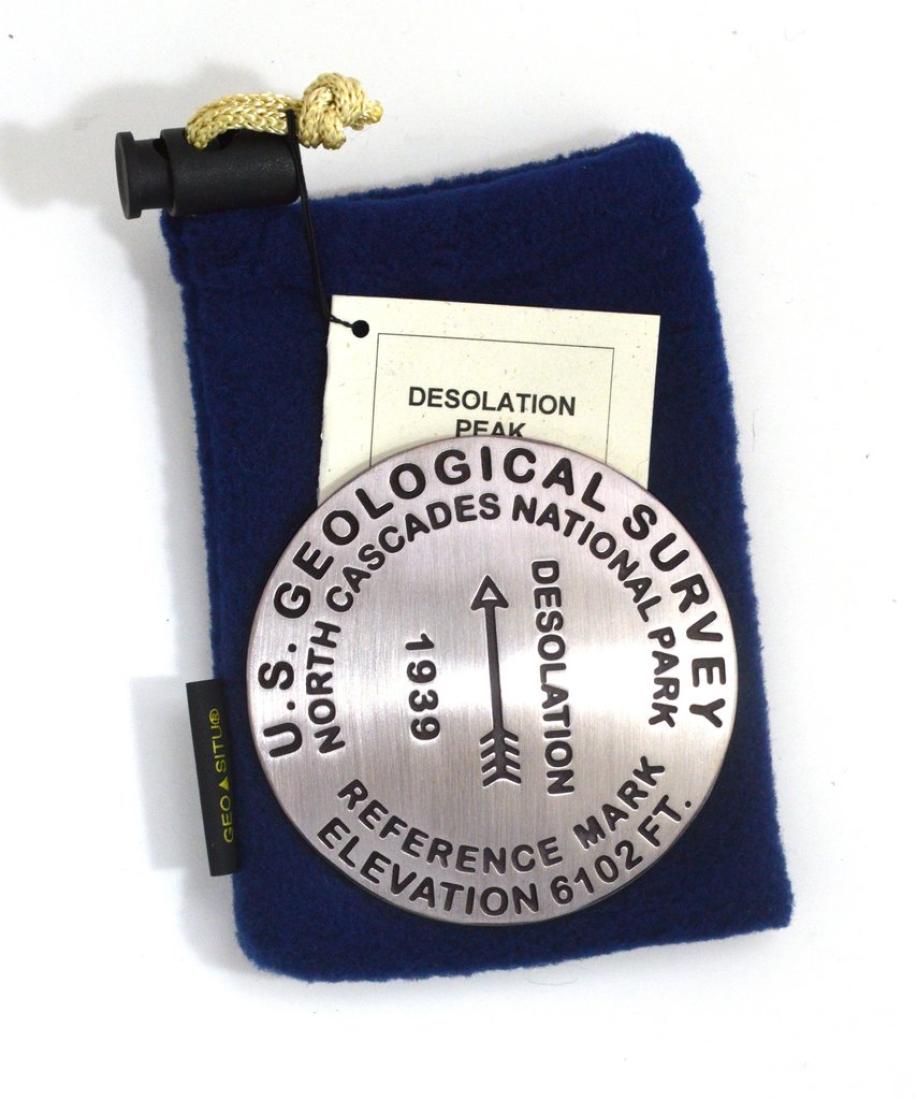 DESOLATION
PEAK
U.S. GEOLOGICAL SURVEY
NORTH CASCADES NATIONAL PARK
DESOLATION
1939
REFERENCE MARK
ELEVATION 6102 FT.
GEO▲SITU®